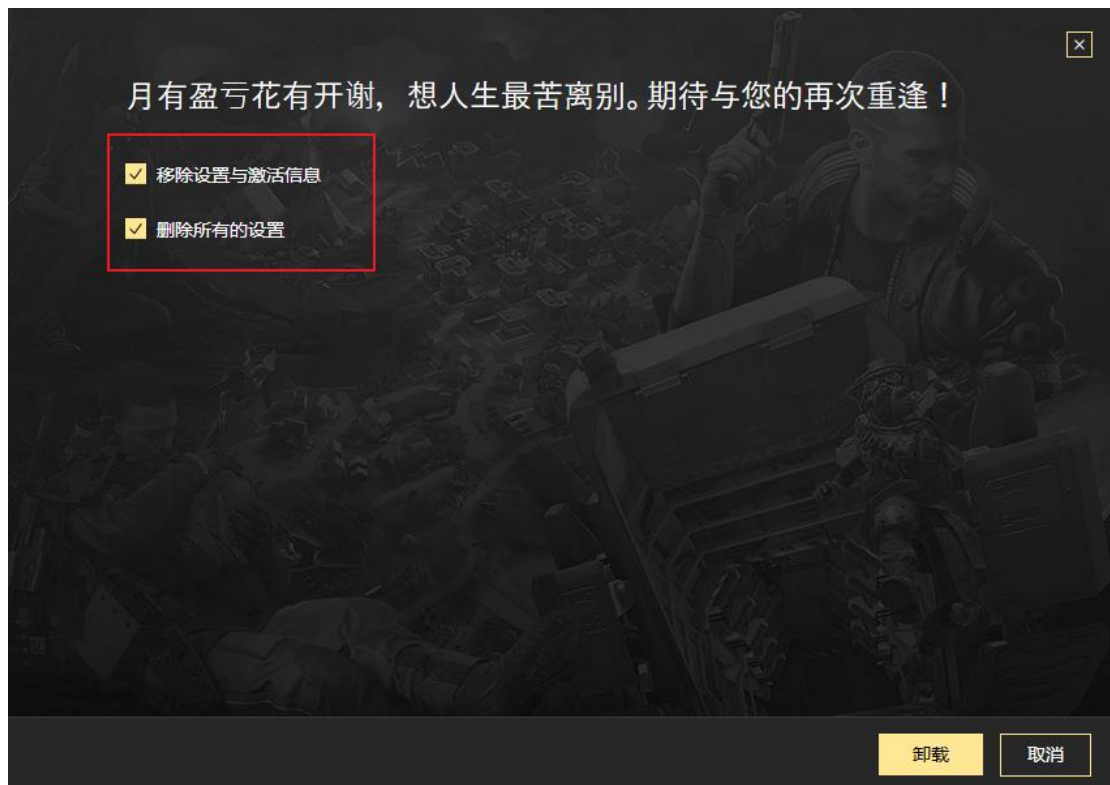 月有盈亏花有开谢，想人生最苦离别。期待与您的再次重逢！
移除设置与激活信息
删除所有的设置
卸载
取消